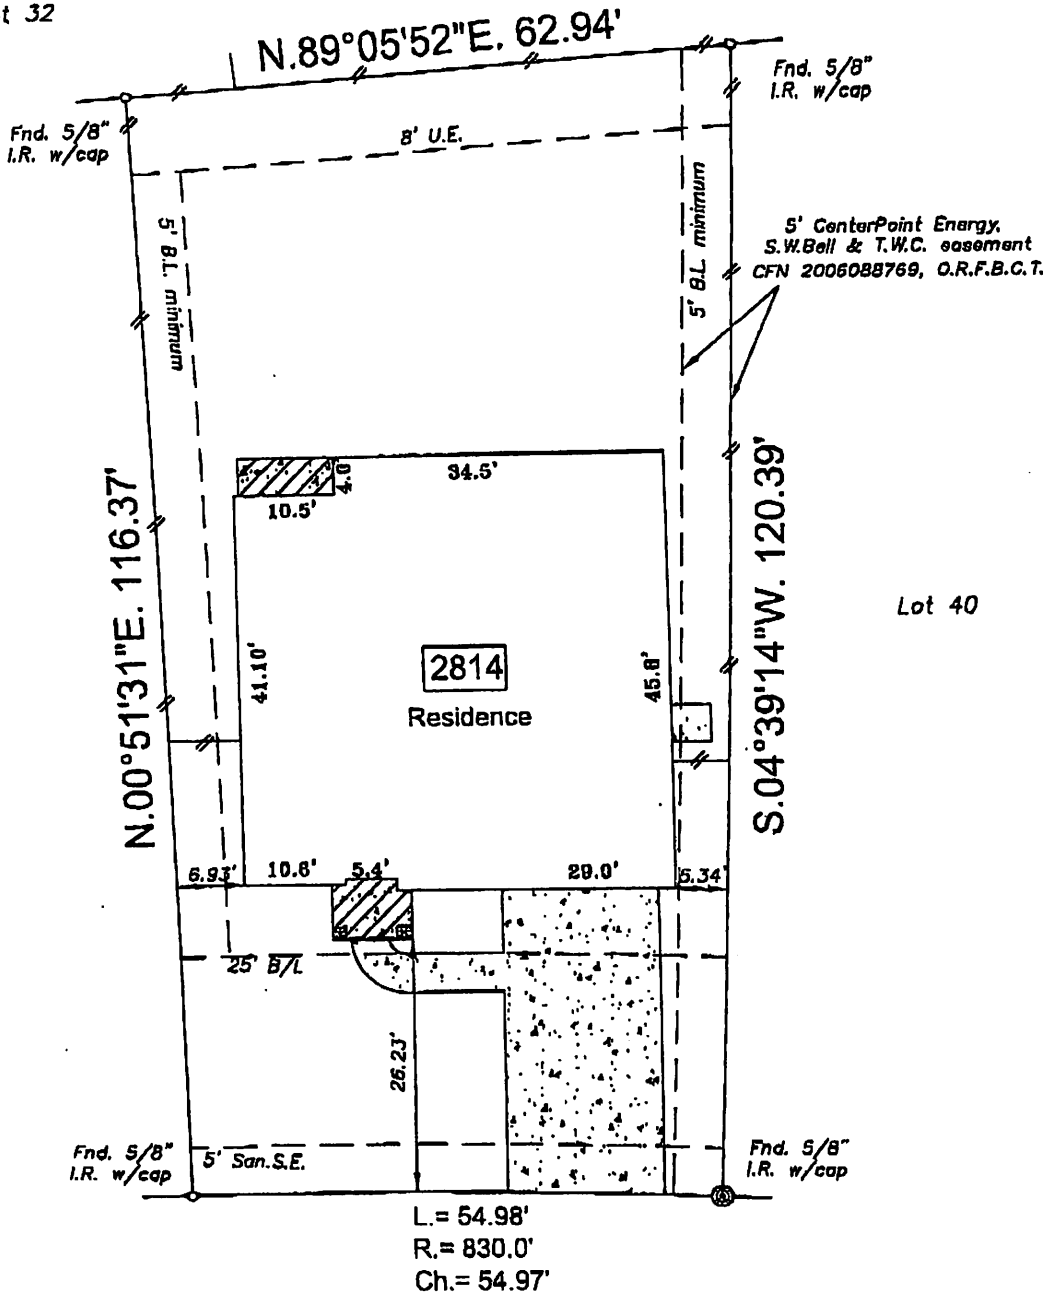 t 32
N.89°05'52"E. 62.94'
Fnd. 5/8"
I.R. w/cap
Fnd. 5/8"
I.R. w/cap
8' U.E.
5' B.L. minimum
5' B.L. minimum
5' CenterPoint Energy,
S.W.Bell & T.W.C. easement
CFN 2006088769, O.R.F.B.C.T.
34.5'
4.0'
10.5'
N.00°51'31"E. 116.37'
S.04°39'14"W. 120.39'
Lot 40
41.10'
2814
Residence
45.8'
6.93'
10.6'
5.4'
29.0'
5.34'
25' B/L
26.23'
Fnd. 5/8"
I.R. w/cap
5' San.S.E.
Fnd. 5/8"
I.R. w/cap
L.= 54.98'
R.= 830.0'
Ch.= 54.97'